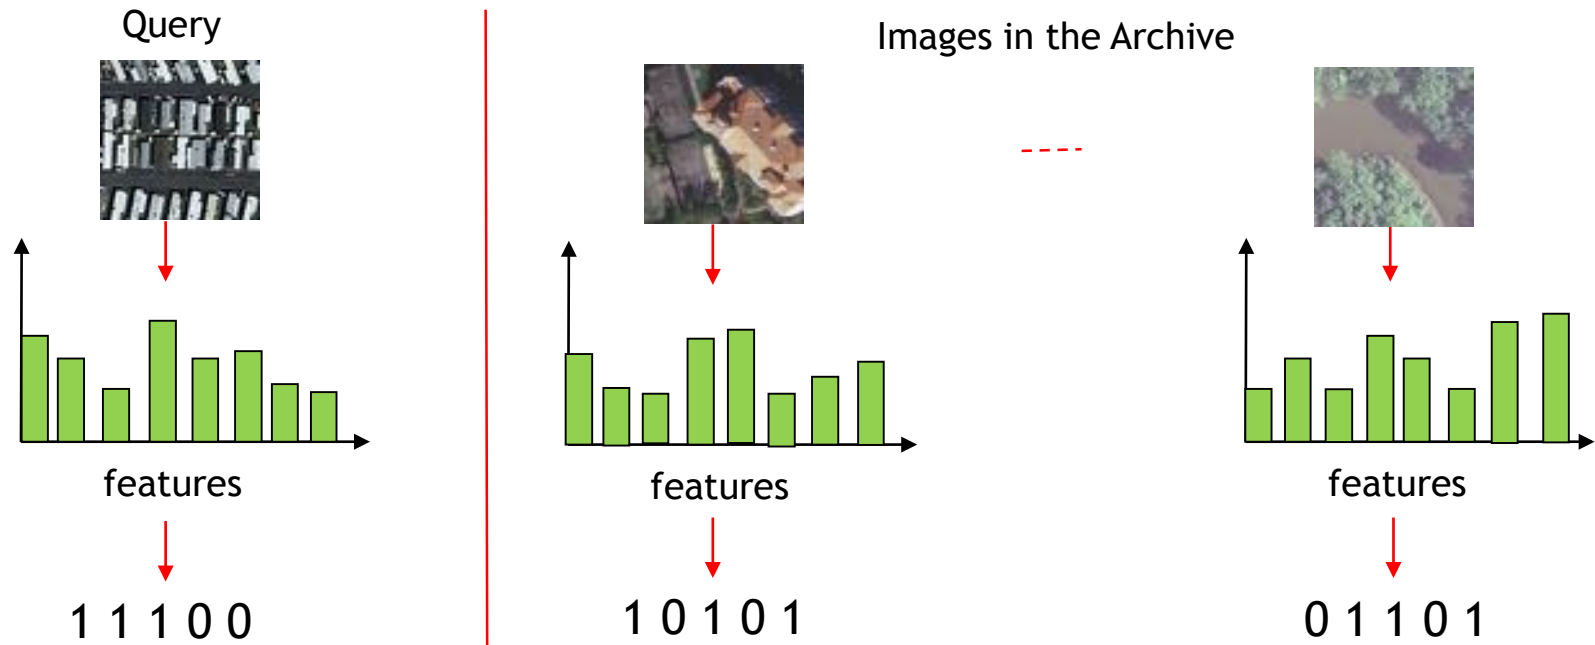 Query
Images in the Archive
features
features
features
1 1 1 0 0
1 0 1 0 1
0 1 1 0 1